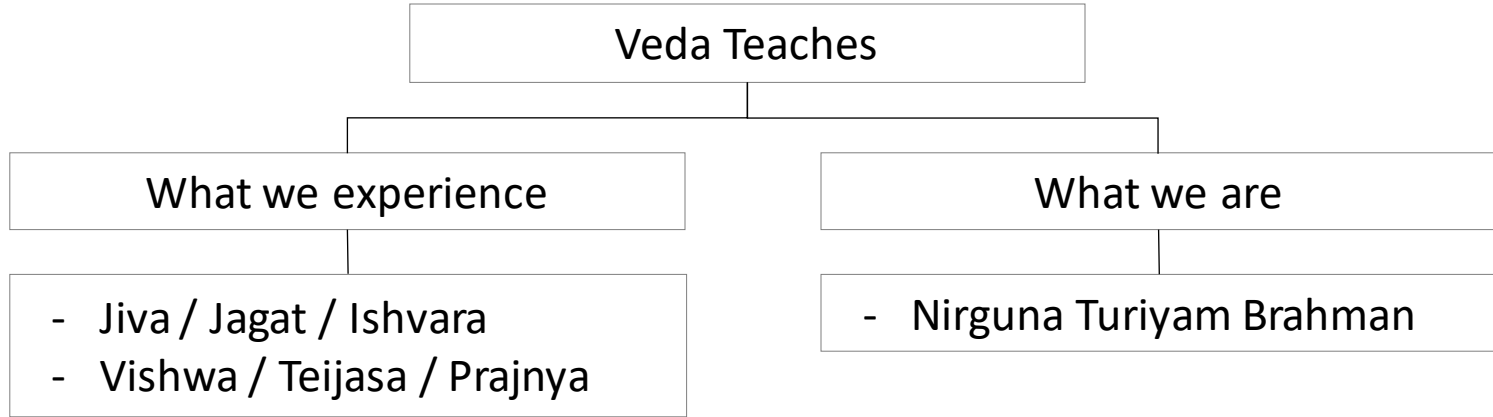 Veda Teaches
What we experience
What we are
- Jiva / Jagat / Ishvara
- Vishwa / Teijasa / Prajnya
- Nirguna Turiyam Brahman